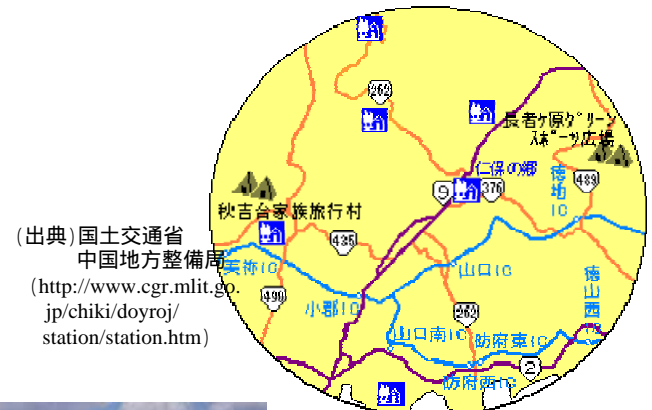 262
長者ヶ原グリーン
スポーツ広場
仁保の郷
9
376
489
徳地IC
秋吉台家族旅行村
435
(出典)国土交通省
中国地方整備局
(http://www.cgr.mlit.go.
jp/chiki/doyroj/
station/station.htm)
美祢IC
490
小郡IC
山口IC
徳山西IC
262
山口南IC
防府東IC
防府西IC
2